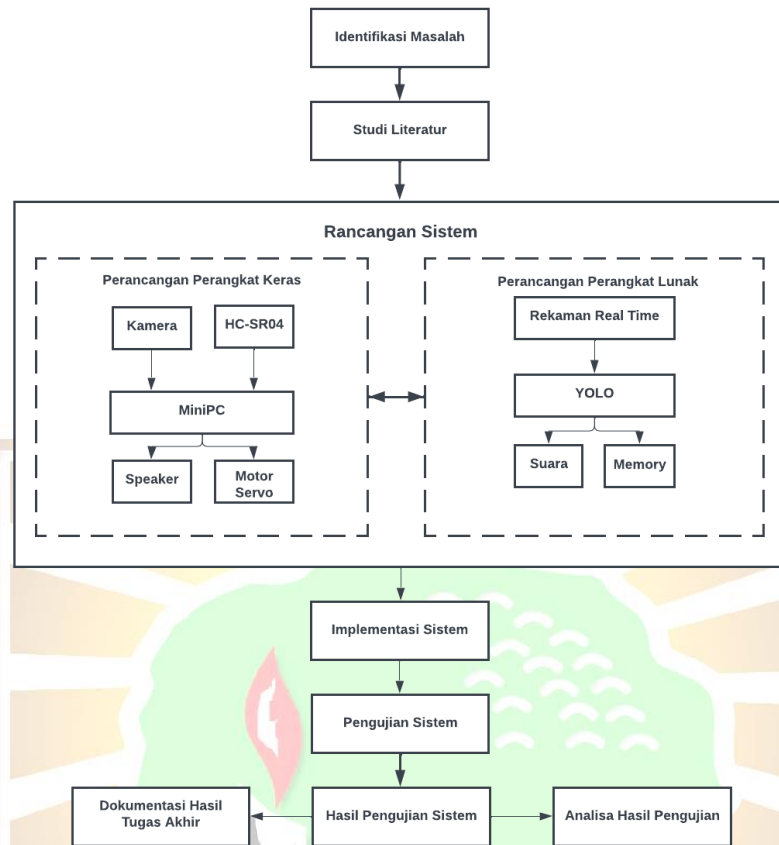 Identifikasi Masalah
Studi Literatur
Rancangan Sistem
Perancangan Perangkat Keras
Kamera
HC-SR04
MiniPC
Speaker
Motor
Servo
Perancangan Perangkat Lunak
Rekaman Real Time
YOLO
Suara
Memory
Implementasi Sistem
Pengujian Sistem
Dokumentasi Hasil
Tugas Akhir
Hasil Pengujian Sistem
Analisa Hasil Pengujian